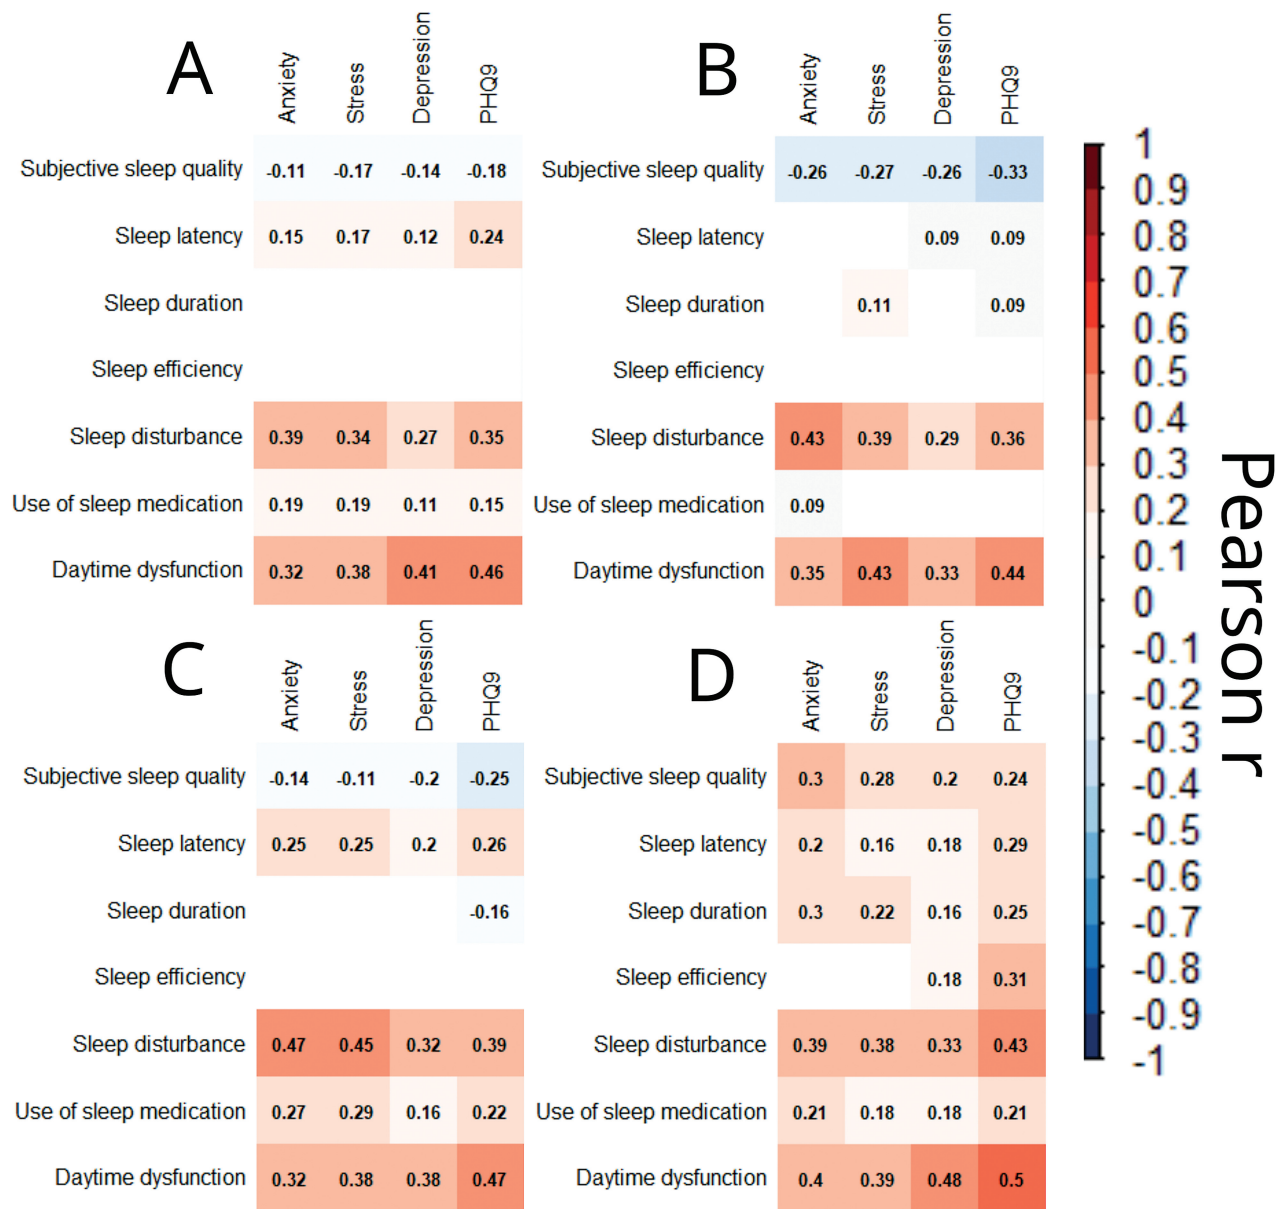 A
Anxiety Stress Depression PHQ9
Subjective sleep quality -0.11 -0.17 -0.14 -0.18
Sleep latency 0.15 0.17 0.12 0.24
Sleep duration
Sleep efficiency
Sleep disturbance 0.39 0.34 0.27 0.35
Use of sleep medication 0.19 0.19 0.11 0.15
Daytime dysfunction 0.32 0.38 0.41 0.46
B
Anxiety Stress Depression PHQ9
Subjective sleep quality -0.26 -0.27 -0.26 -0.33
Sleep latency 0.09 0.09
Sleep duration 0.11 0.09
Sleep efficiency
Sleep disturbance 0.43 0.39 0.29 0.36
Use of sleep medication 0.09
Daytime dysfunction 0.35 0.43 0.33 0.44
C
Anxiety Stress Depression PHQ9
Subjective sleep quality -0.14 -0.11 -0.2 -0.25
Sleep latency 0.25 0.25 0.2 0.26
Sleep duration -0.16
Sleep efficiency
Sleep disturbance 0.47 0.45 0.32 0.39
Use of sleep medication 0.27 0.29 0.16 0.22
Daytime dysfunction 0.32 0.38 0.38 0.47
D
Anxiety Stress Depression PHQ9
Subjective sleep quality 0.3 0.28 0.2 0.24
Sleep latency 0.2 0.16 0.18 0.29
Sleep duration 0.3 0.22 0.16 0.25
Sleep efficiency 0.18 0.31
Sleep disturbance 0.39 0.38 0.33 0.43
Use of sleep medication 0.21 0.18 0.18 0.21
Daytime dysfunction 0.4 0.39 0.48 0.5
1
0.9
0.8
0.7
0.6
0.5
0.4
0.3
0.2
0.1
0
-0.1
-0.2
-0.3
-0.4
-0.5
-0.6
-0.7
-0.8
-0.9
-1
Pearson r